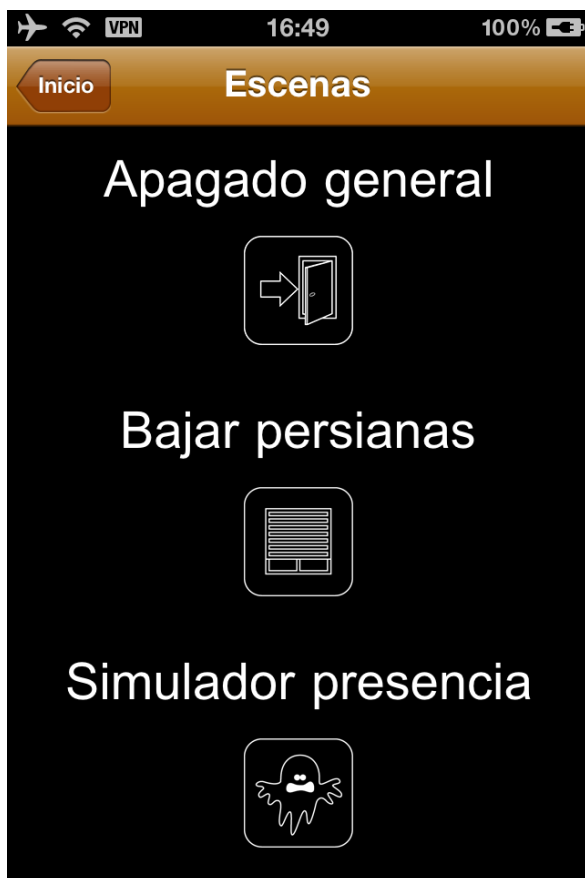 VPN 16:49 100%
Inicio Escenas
Apagado general
Bajar persianas
Simulador presencia